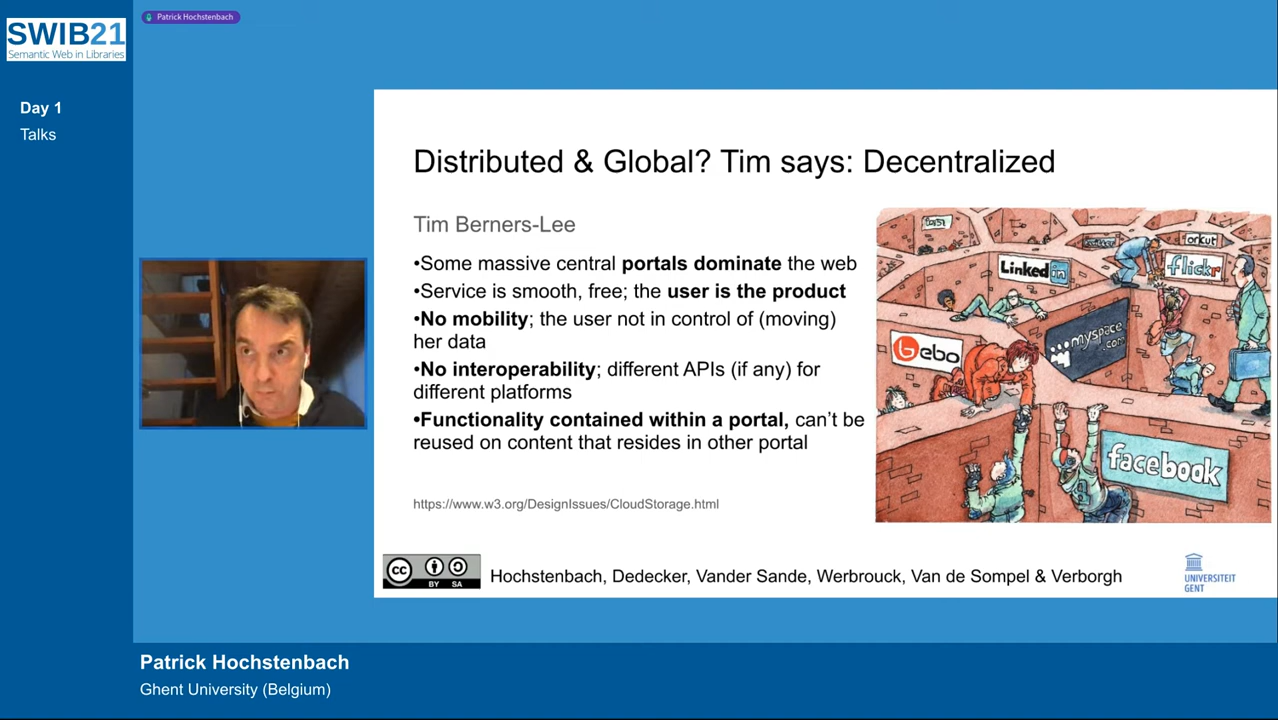 SWIB21
Semantic Web in Libraries
Patrick Hochstenbach
Day 1
Talks
Distributed & Global? Tim says: Decentralized
Tim Berners-Lee
•Some massive central portals dominate the web
•Service is smooth, free; the user is the product
•No mobility; the user not in control of (moving)
her data
•No interoperability; different APIs (if any) for
different platforms
•Functionality contained within a portal, can’t be
reused on content that resides in other portal
https://www.w3.org/DesignIssues/CloudStorage.html
orkut
LinkedIn
flickr
myspace
.com
bebo
facebook
cc
BY SA
Hochstenbach, Dedecker, Vander Sande, Werbrouck, Van de Sompel & Verborgh
UNIVERSITEIT
GENT
Patrick Hochstenbach
Ghent University (Belgium)